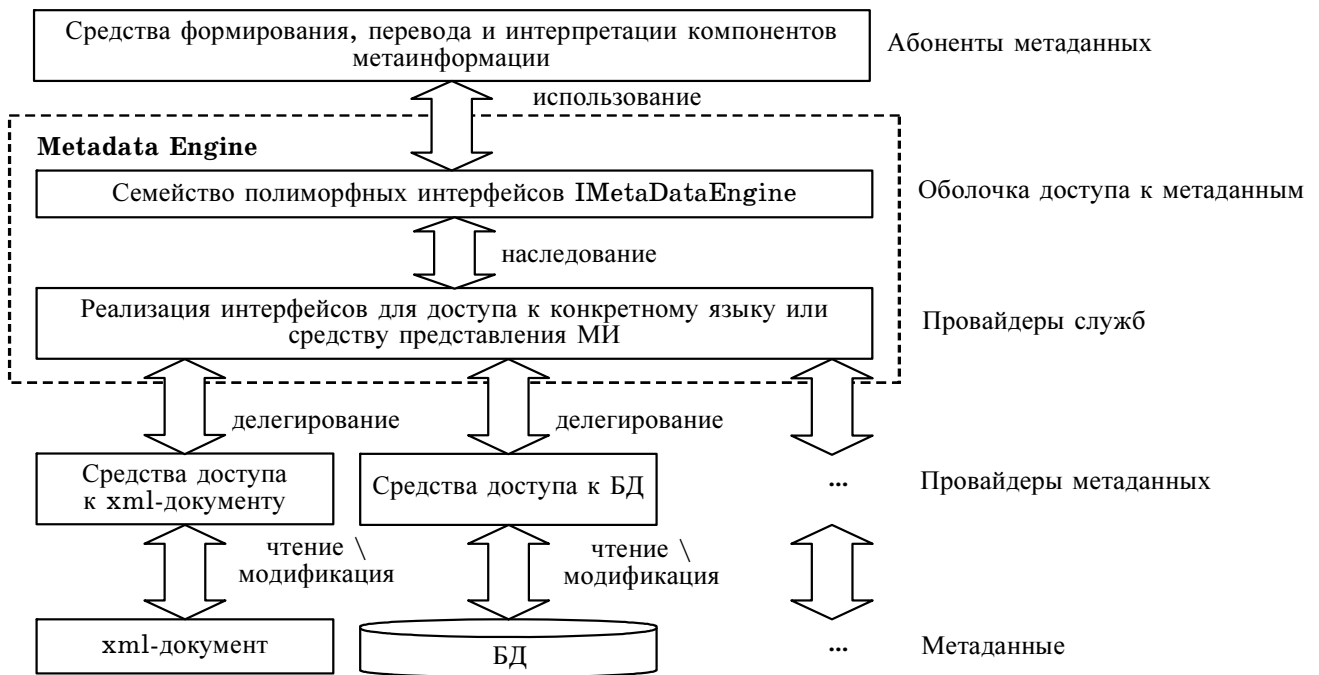 Средства формирования, перевода и интерпретации компонентов
метаинформации
Абоненты метаданных
использование
Metadata Engine
Семейство полиморфных интерфейсов IMetaDataEngine
Оболочка доступа к метаданным
наследование
Реализация интерфейсов для доступа к конкретному языку или
средству представления МИ
Провайдеры служб
делегирование
делегирование
Средства доступа
к xml-документу
Средства доступа к БД
...
Провайдеры метаданных
чтение \
модификация
чтение \
модификация
xml-документ
БД
...
Метаданные